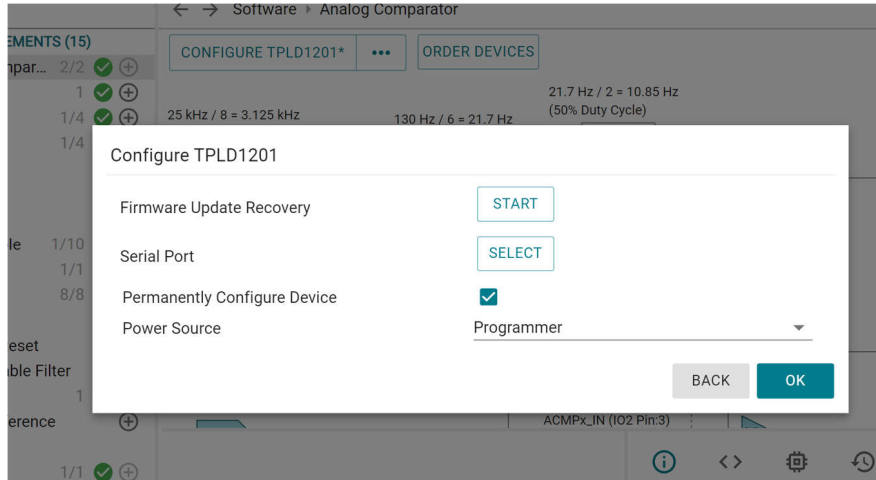 ← → Software ▸ Analog Comparator
EMENTS (15)
CONFIGURE TPLD1201* ••• ORDER DEVICES
npar... 2/2
1
1/4
1/4
25 kHz / 8 = 3.125 kHz
130 Hz / 6 = 21.7 Hz
21.7 Hz / 2 = 10.85 Hz
(50% Duty Cycle)
Configure TPLD1201
Firmware Update Recovery START
Serial Port SELECT
Permanently Configure Device
Power Source Programmer
BACK OK
le 1/10
1/1
8/8
eset
ble Filter
1
erence
ACMPx_IN (IO2 Pin:3)
1/1